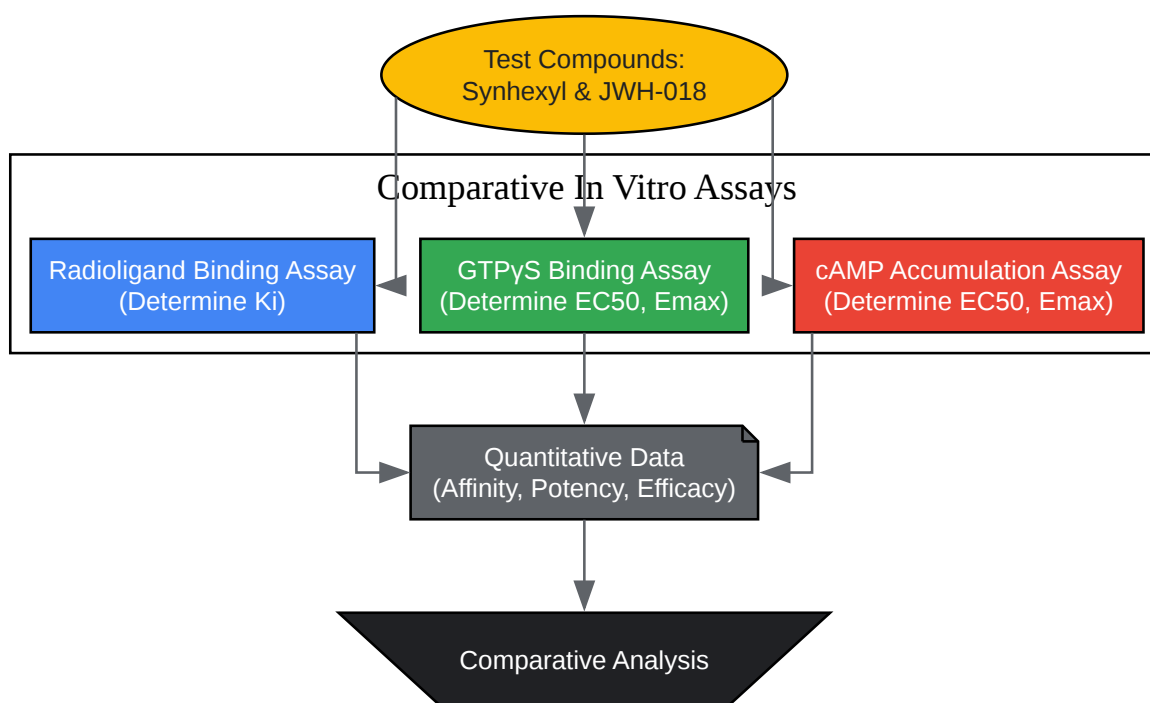 Test Compounds:
Synhexyl & JWH-018
Comparative In Vitro Assays
Radioligand Binding Assay
(Determine Ki)
GTPγS Binding Assay
(Determine EC50, Emax)
cAMP Accumulation Assay
(Determine EC50, Emax)
Quantitative Data
(Affinity, Potency, Efficacy)
Comparative Analysis